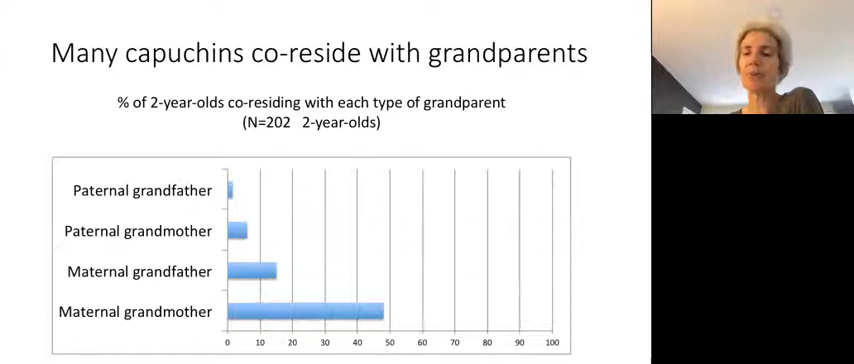 Many capuchins co-reside with grandparents
% of 2-year-olds co-residing with each type of grandparent
(N=202 2-year-olds)
Paternal grandfather
Paternal grandmother
Maternal grandfather
Maternal grandmother
0 10 20 30 40 50 60 70 80 90 100